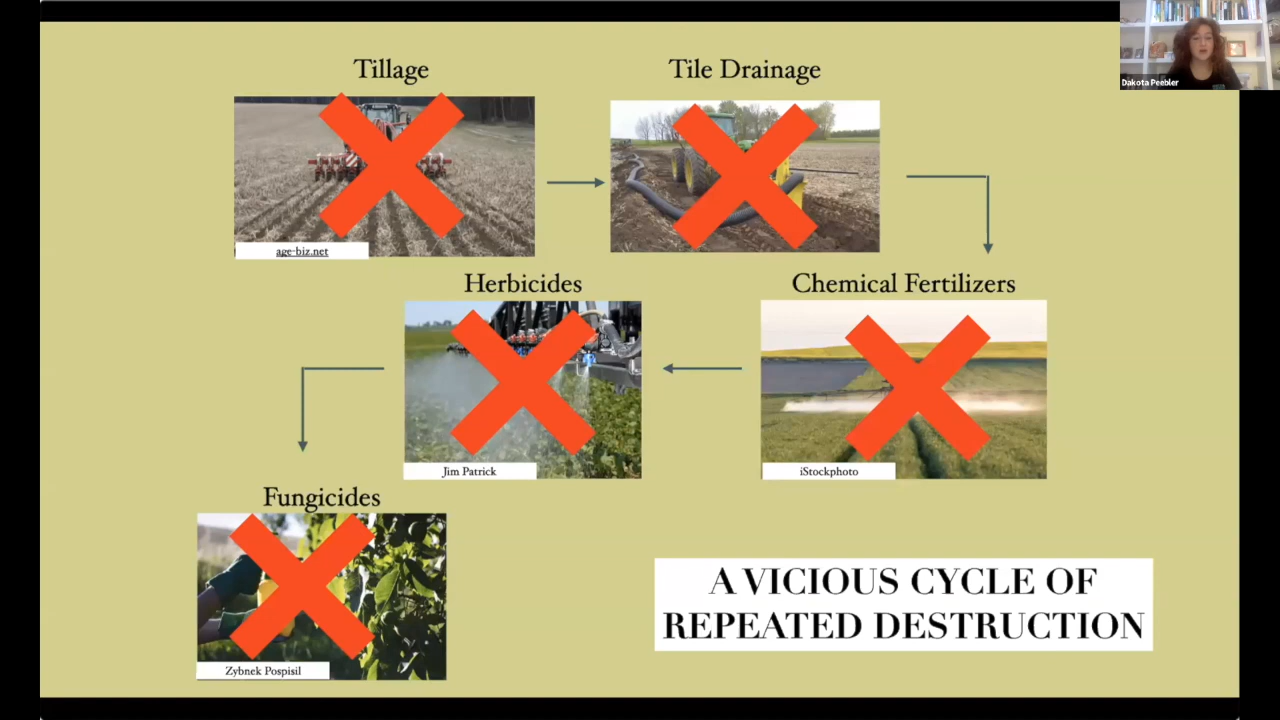 Dakota Peebler
Tillage
Tile Drainage
age-biz.net
Herbicides
Chemical Fertilizers
Jim Patrick
iStockphoto
Fungicides
A VICIOUS CYCLE OF
REPEATED DESTRUCTION
Zybnek Pospisil